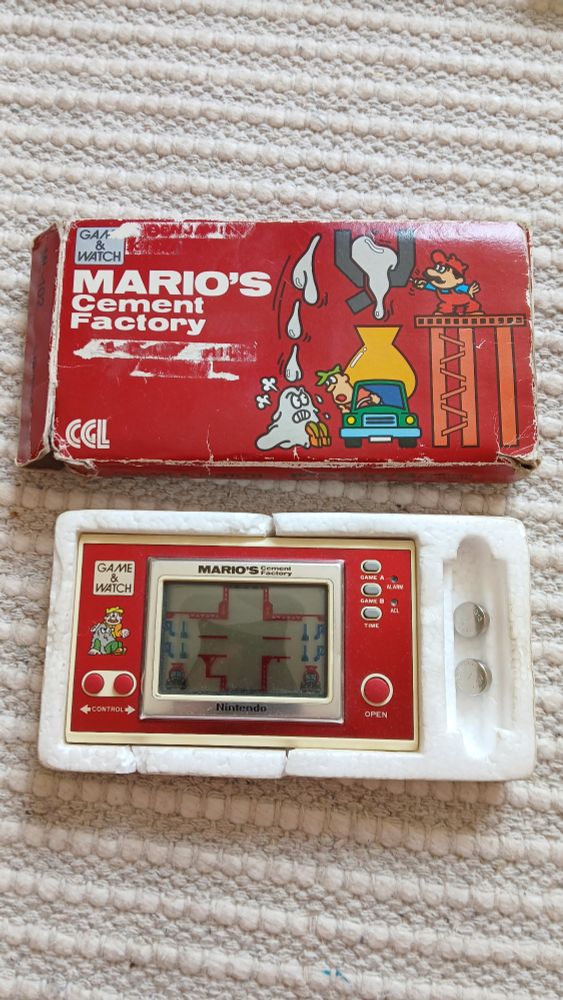 GAME
&
WATCH
MARIO'S
Cement
Factory
CGL
GAME
&
WATCH
MARIO'S Cement
Factory
GAME A
ALARM
GAME B
ACL
TIME
CONTROL
Nintendo
OPEN